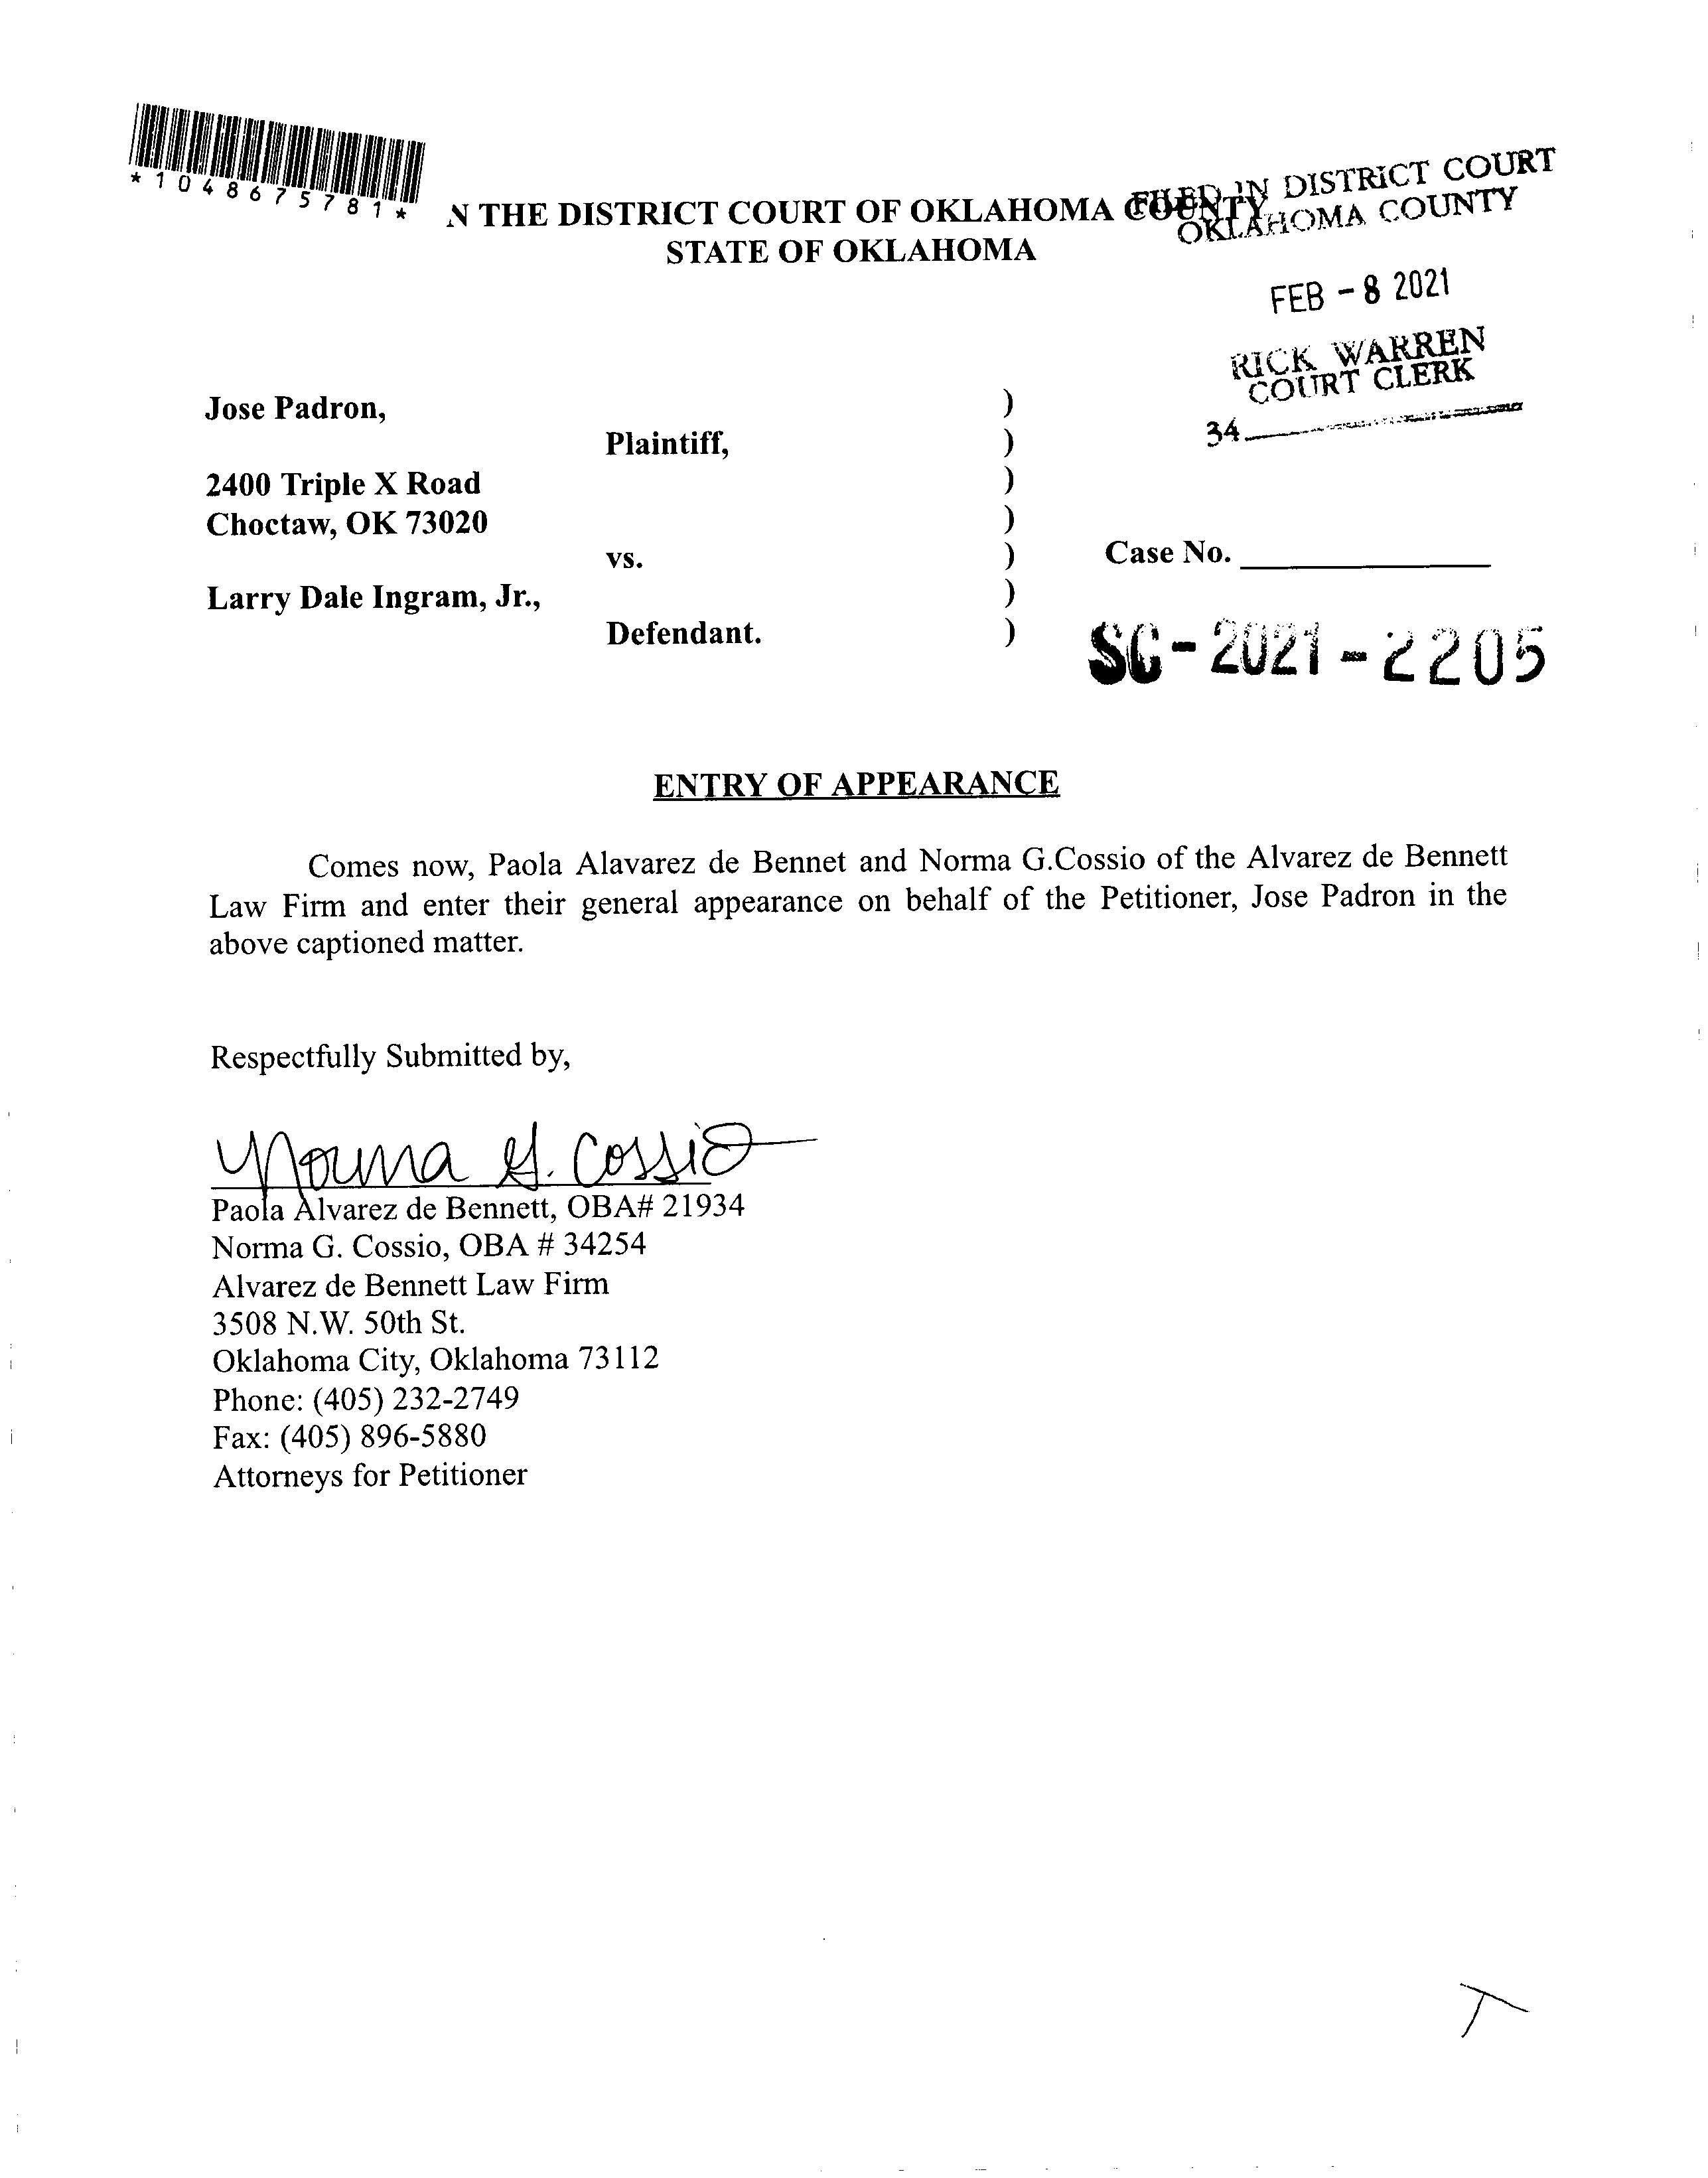 *1048675781*
FILED IN DISTRICT COURT
OKLAHOMA COUNTY
N THE DISTRICT COURT OF OKLAHOMA COUNTY
STATE OF OKLAHOMA
FEB - 8 2021
RICK WARREN
COURT CLERK
34
Jose Padron,
)
Plaintiff,
)
2400 Triple X Road
)
Choctaw, OK 73020
)
vs.
)
Case No.
Larry Dale Ingram, Jr.,
)
Defendant.
)
SC - 2021 - 2205
ENTRY OF APPEARANCE
Comes now, Paola Alavarez de Bennet and Norma G.Cossio of the Alvarez de Bennett
Law Firm and enter their general appearance on behalf of the Petitioner, Jose Padron in the
above captioned matter.
Respectfully Submitted by,
Norma G. Cossio
Paola Alvarez de Bennett, OBA# 21934
Norma G. Cossio, OBA # 34254
Alvarez de Bennett Law Firm
3508 N.W. 50th St.
Oklahoma City, Oklahoma 73112
Phone: (405) 232-2749
Fax: (405) 896-5880
Attorneys for Petitioner